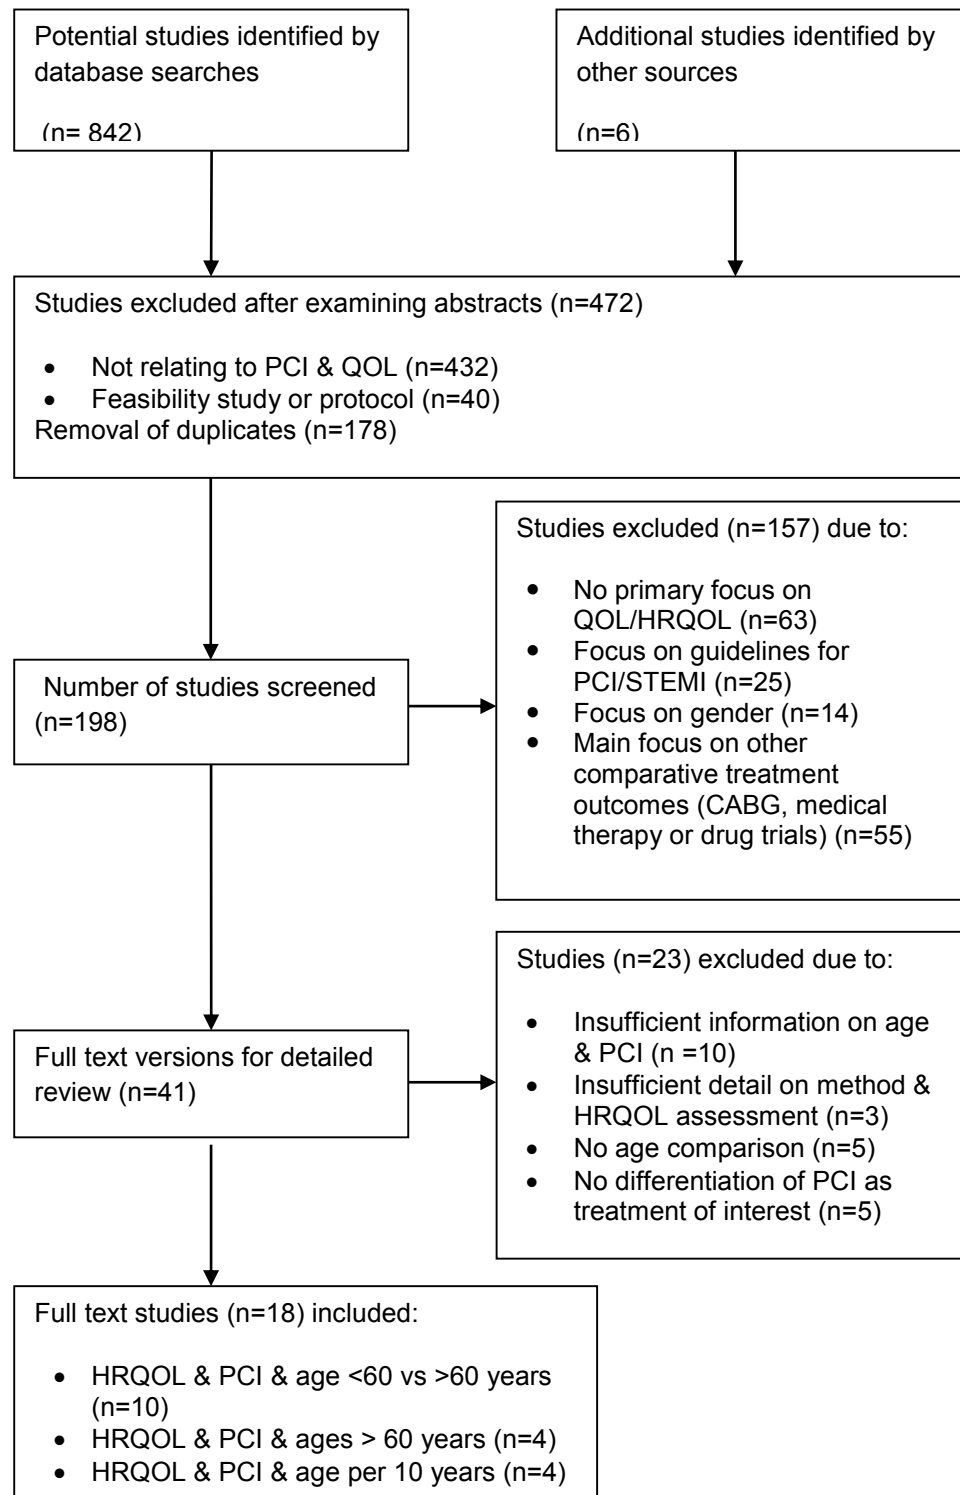 Potential studies identified by
database searches
(n= 842)
Additional studies identified by
other sources
(n=6)
Studies excluded after examining abstracts (n=472)
• Not relating to PCI & QOL (n=432)
• Feasibility study or protocol (n=40)
Removal of duplicates (n=178)
Studies excluded (n=157) due to:
• No primary focus on
QOL/HRQOL (n=63)
• Focus on guidelines for
PCI/STEMI (n=25)
• Focus on gender (n=14)
• Main focus on other
comparative treatment
outcomes (CABG, medical
therapy or drug trials) (n=55)
Number of studies screened
(n=198)
Studies (n=23) excluded due to:
• Insufficient information on age
& PCI (n =10)
• Insufficient detail on method &
HRQOL assessment (n=3)
• No age comparison (n=5)
• No differentiation of PCI as
treatment of interest (n=5)
Full text versions for detailed
review (n=41)
Full text studies (n=18) included:
• HRQOL & PCI & age <60 vs >60 years
(n=10)
• HRQOL & PCI & ages > 60 years (n=4)
• HRQOL & PCI & age per 10 years (n=4)